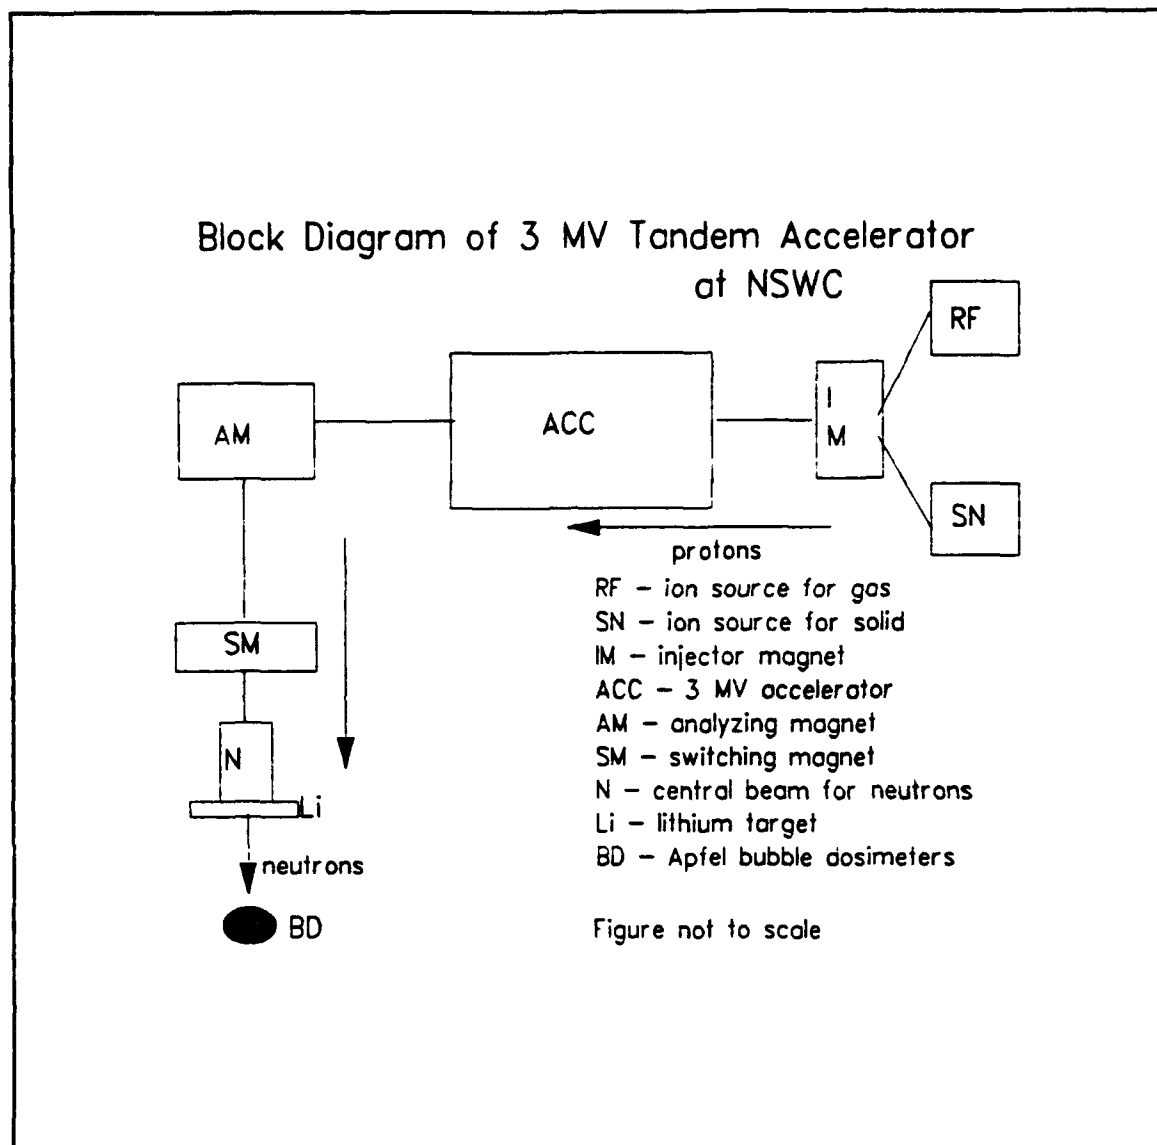 Block Diagram of 3 MV Tandem Accelerator
at NSWC
RF
I
M
ACC
AM
SN
protons
RF – ion source for gas
SN – ion source for solid
IM – injector magnet
ACC – 3 MV accelerator
AM – analyzing magnet
SM – switching magnet
N – central beam for neutrons
Li – lithium target
BD – Apfel bubble dosimeters
SM
N
Li
neutrons
BD
Figure not to scale